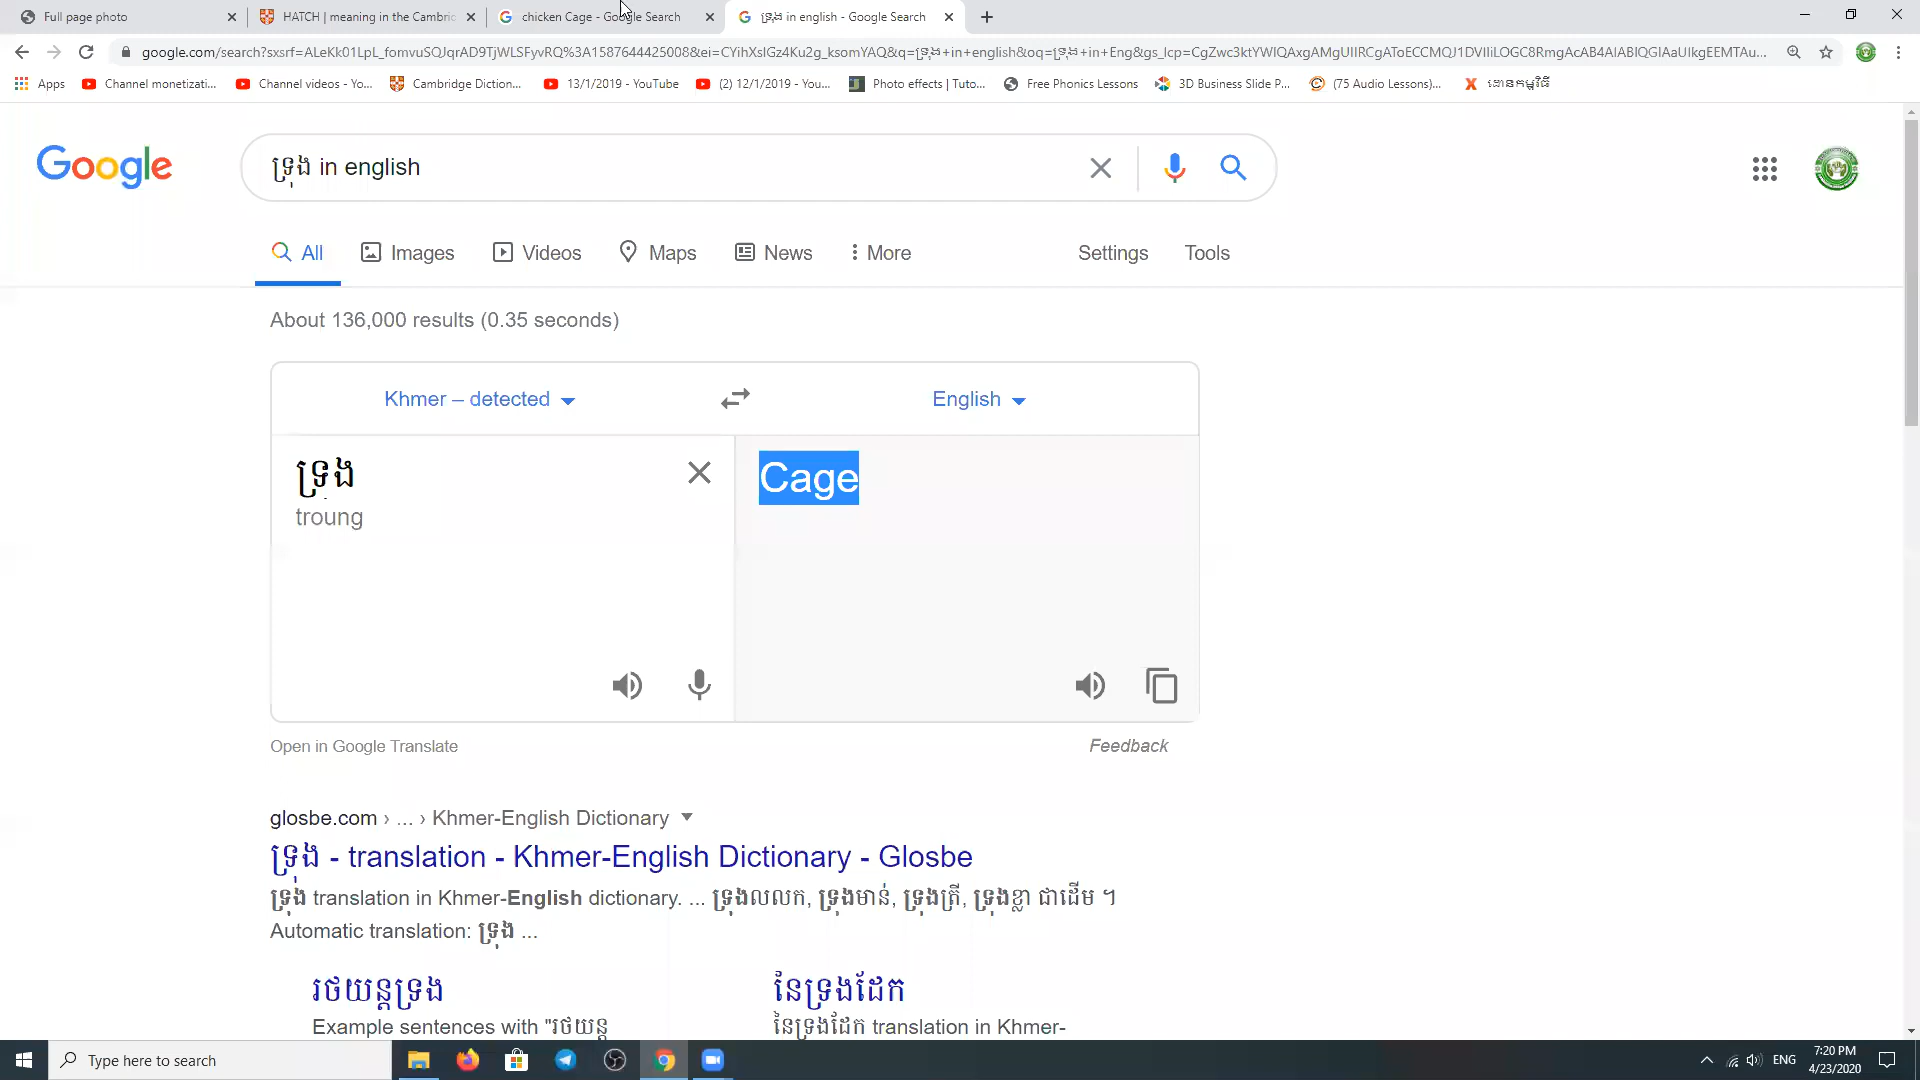 Full page photo
HATCH | meaning in the Cambric
chicken Cage - Google Search
ទ្រុង in english - Google Search
Apps
Channel monetizati...
Channel videos - Yo...
Cambridge Diction...
13/1/2019 - YouTube
(2) 12/1/2019 - You...
Photo effects | Tuto...
Free Phonics Lessons
3D Business Slide P...
(75 Audio Lessons)...
ដោនកម្មវិធី
Google
ទ្រុង in english
All
Images
Videos
Maps
News
More
Settings
Tools
About 136,000 results (0.35 seconds)
Khmer – detected
English
ទ្រុង
Cage
troung
Open in Google Translate
Feedback
glosbe.com › ... › Khmer-English Dictionary
ទ្រុង - translation - Khmer-English Dictionary - Glosbe
ទ្រុង translation in Khmer-English dictionary. ... ទ្រុងលលក, ទ្រុងមាន់, ទ្រុងត្រី, ទ្រុងខ្លា ជាដើម ។
Automatic translation: ទ្រុង ...
រថយន្តទ្រុង
Example sentences with "រថយន្ត
នៃទ្រុងដែក
នៃទ្រុងដែក translation in Khmer-
Type here to search
ENG
7:20 PM
4/23/2020